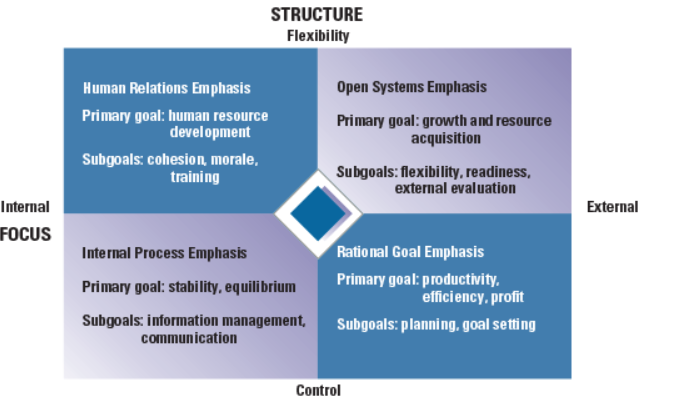 STRUCTURE
Flexibility
Human Relations Emphasis
Primary goal: human resource
development
Subgoals: cohesion, morale,
training
Open Systems Emphasis
Primary goal: growth and resource
acquisition
Subgoals: flexibility, readiness,
external evaluation
Internal
FOCUS
External
Internal Process Emphasis
Primary goal: stability, equilibrium
Subgoals: information management,
communication
Rational Goal Emphasis
Primary goal: productivity,
efficiency, profit
Subgoals: planning, goal setting
Control